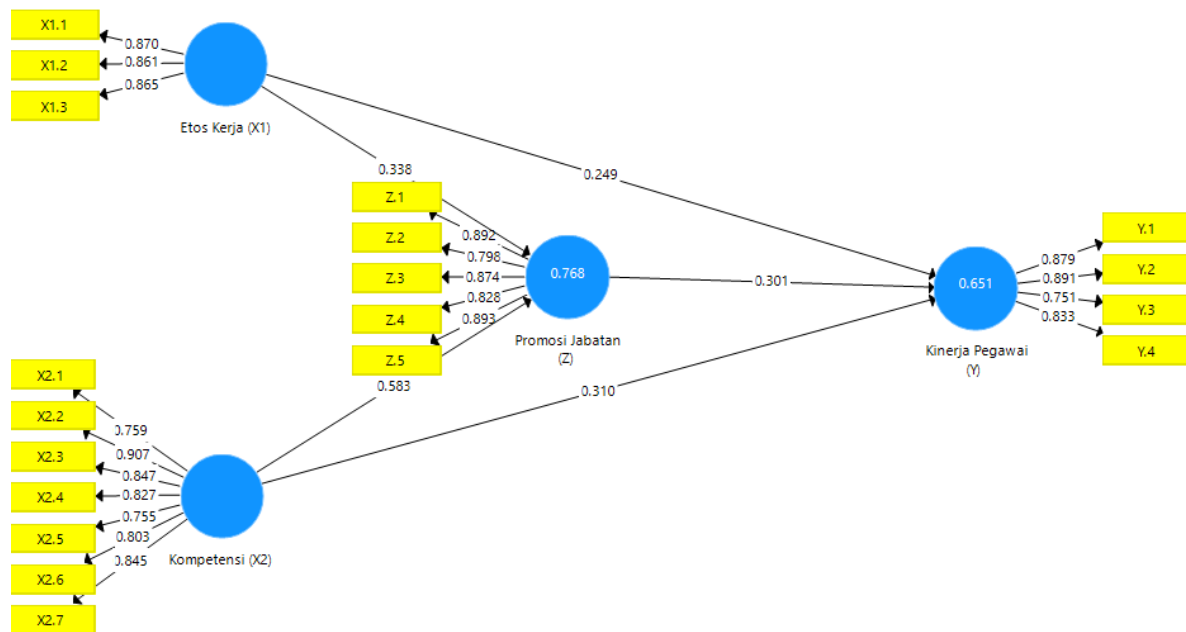 X1.1
0.870
X1.2
0.861
0.865
X1.3
Etos Kerja (X1)
0.338
0.249
Z.1
0.892
Z.2
0.798
Z.3
0.874
Z.4
0.828
0.893
Z.5
0.768
Promosi Jabatan
(Z)
0.301
0.651
Kinerja Pegawai
(Y)
Y.1
0.879
Y.2
0.891
0.751
Y.3
0.833
Y.4
0.583
0.310
X2.1
0.759
X2.2
0.907
X2.3
0.847
X2.4
0.827
0.755
X2.5
0.803
X2.6
0.845
X2.7
Kompetensi (X2)